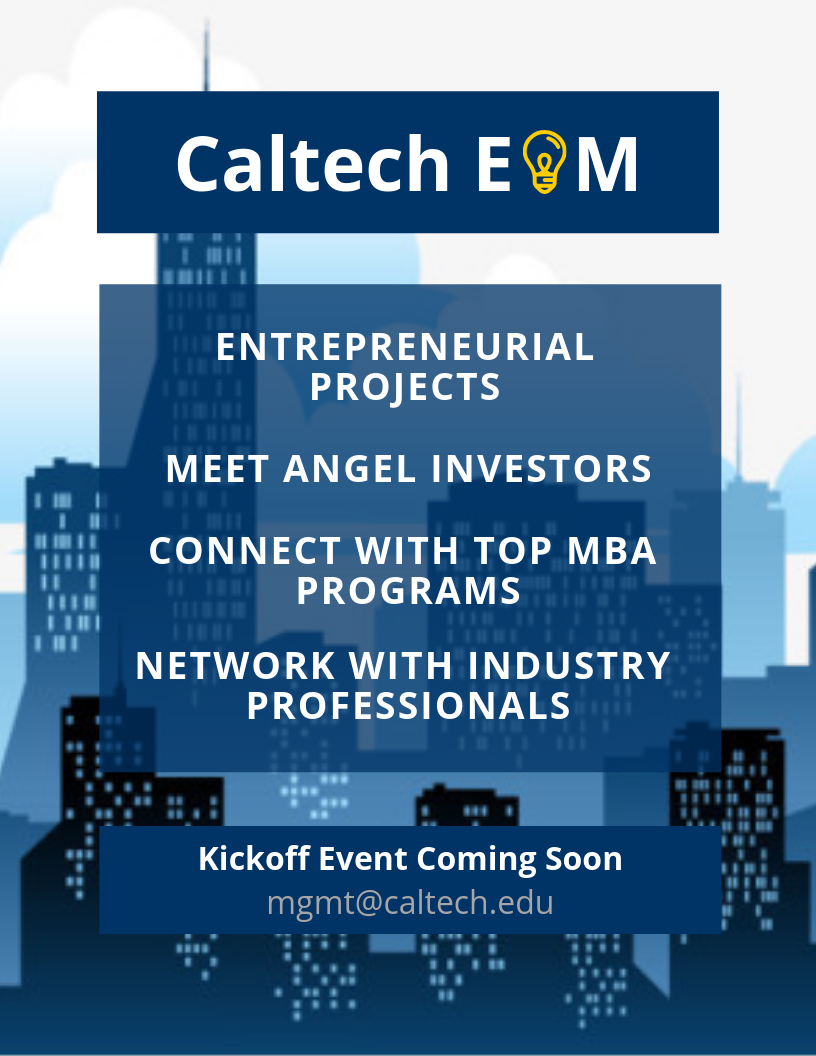 Caltech E M
ENTREPRENEURIAL
PROJECTS
MEET ANGEL INVESTORS
CONNECT WITH TOP MBA
PROGRAMS
NETWORK WITH INDUSTRY
PROFESSIONALS
Kickoff Event Coming Soon
mgmt@caltech.edu